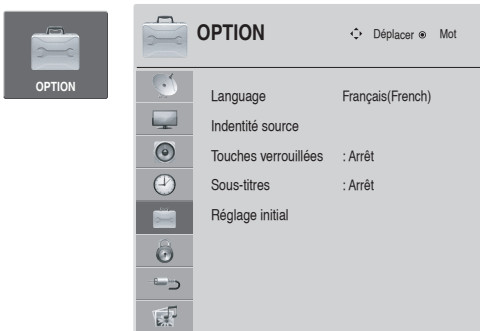 OPTION
OPTION Déplacer Mot
Language Français(French)
Indentité source
Touches verrouillées : Arrêt
Sous-titres : Arrêt
Réglage initial